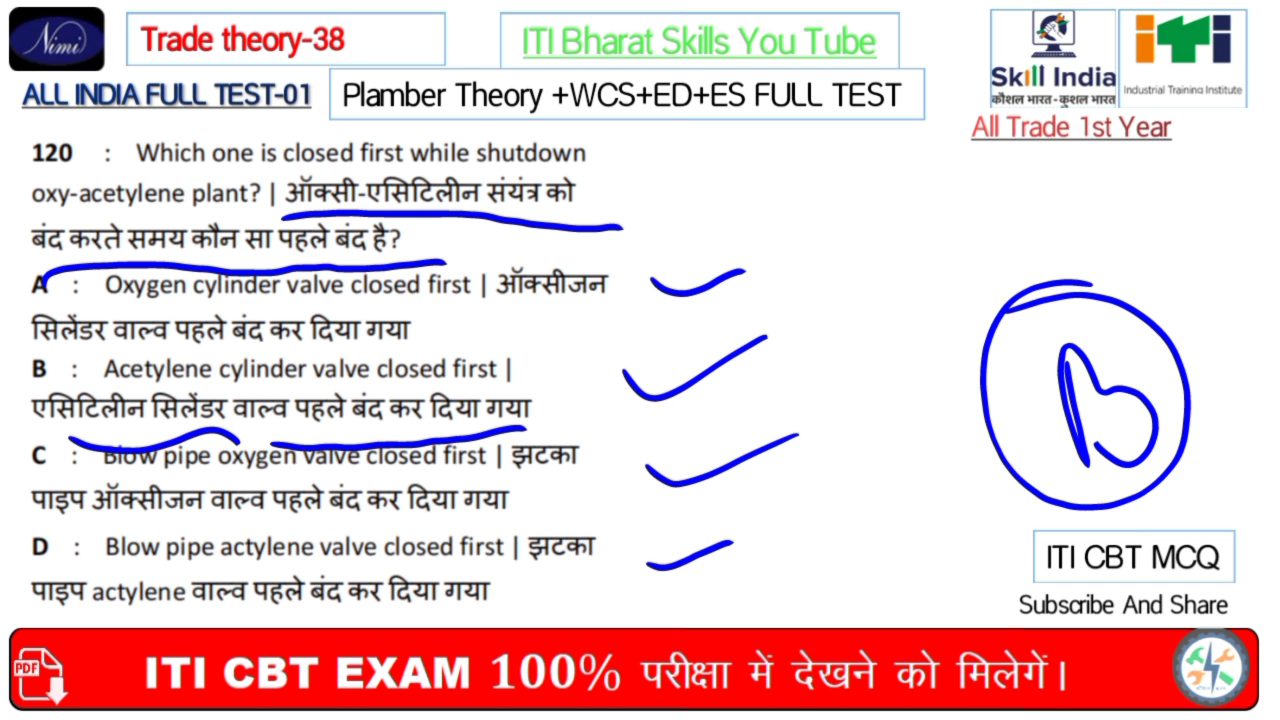 Nimi
Trade theory-38
ITI Bharat Skills You Tube
Skill India
कौशल भारत-कुशल भारत
iTi
Industrial Training Institute
ALL INDIA FULL TEST-01
Plamber Theory +WCS+ED+ES FULL TEST
All Trade 1st Year
120 : Which one is closed first while shutdown
oxy-acetylene plant? | ऑक्सी-एसिटिलीन संयंत्र को
बंद करते समय कौन सा पहले बंद है?
A : Oxygen cylinder valve closed first | ऑक्सीजन
सिलेंडर वाल्व पहले बंद कर दिया गया
B : Acetylene cylinder valve closed first |
एसिटिलीन सिलेंडर वाल्व पहले बंद कर दिया गया
C : Blow pipe oxygen valve closed first | झटका
पाइप ऑक्सीजन वाल्व पहले बंद कर दिया गया
D : Blow pipe actylene valve closed first | झटका
पाइप actylene वाल्व पहले बंद कर दिया गया
B
ITI CBT MCQ
Subscribe And Share
PDF
ITI CBT EXAM 100% परीक्षा में देखने को मिलेगें।